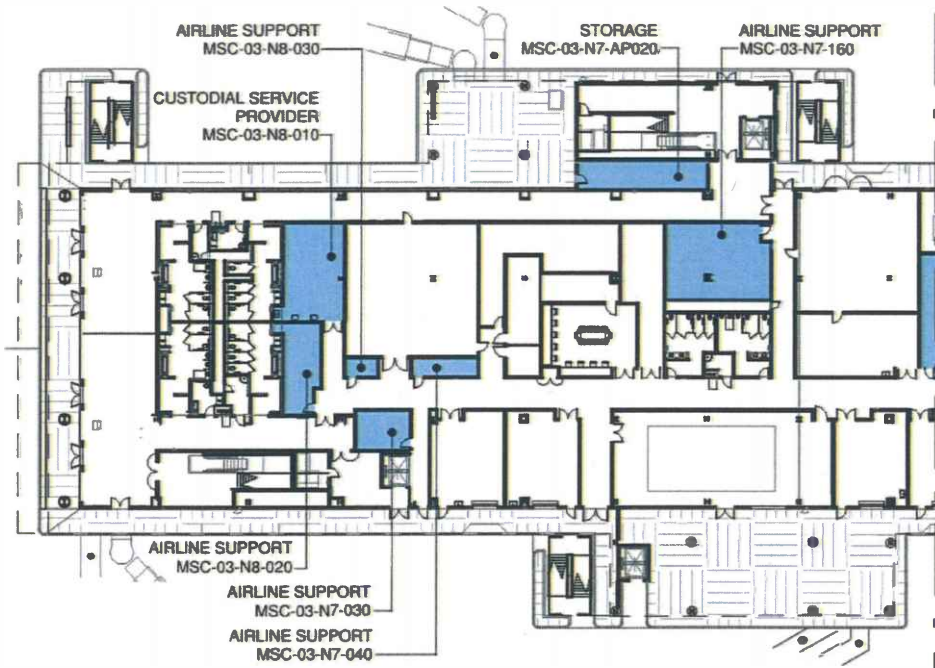 AIRLINE SUPPORT
MSC-03-N8-030
STORAGE
MSC-03-N7-AP020
AIRLINE SUPPORT
MSC-03-N7-160
CUSTODIAL SERVICE
PROVIDER
MSC-03-N8-010
AIRLINE SUPPORT
MSC-03-N8-020
AIRLINE SUPPORT
MSC-03-N7-030
AIRLINE SUPPORT
MSC-03-N7-040